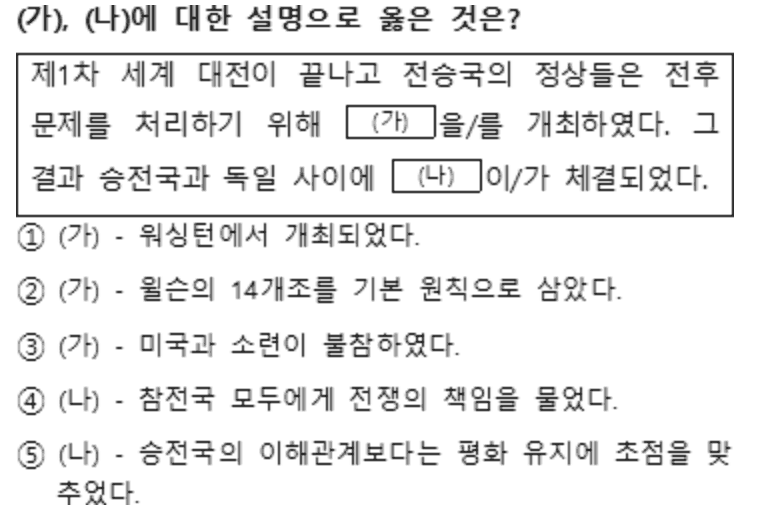 (가), (나)에 대한 설명으로 옳은 것은?
제1차 세계 대전이 끝나고 전승국의 정상들은 전후
문제를 처리하기 위해 (가) 을/를 개최하였다. 그
결과 승전국과 독일 사이에 (나) 이/가 체결되었다.
① (가) - 워싱턴에서 개최되었다.
② (가) - 윌슨의 14개조를 기본 원칙으로 삼았다.
③ (가) - 미국과 소련이 불참하였다.
④ (나) - 참전국 모두에게 전쟁의 책임을 물었다.
⑤ (나) - 승전국의 이해관계보다는 평화 유지에 초점을 맞
추었다.